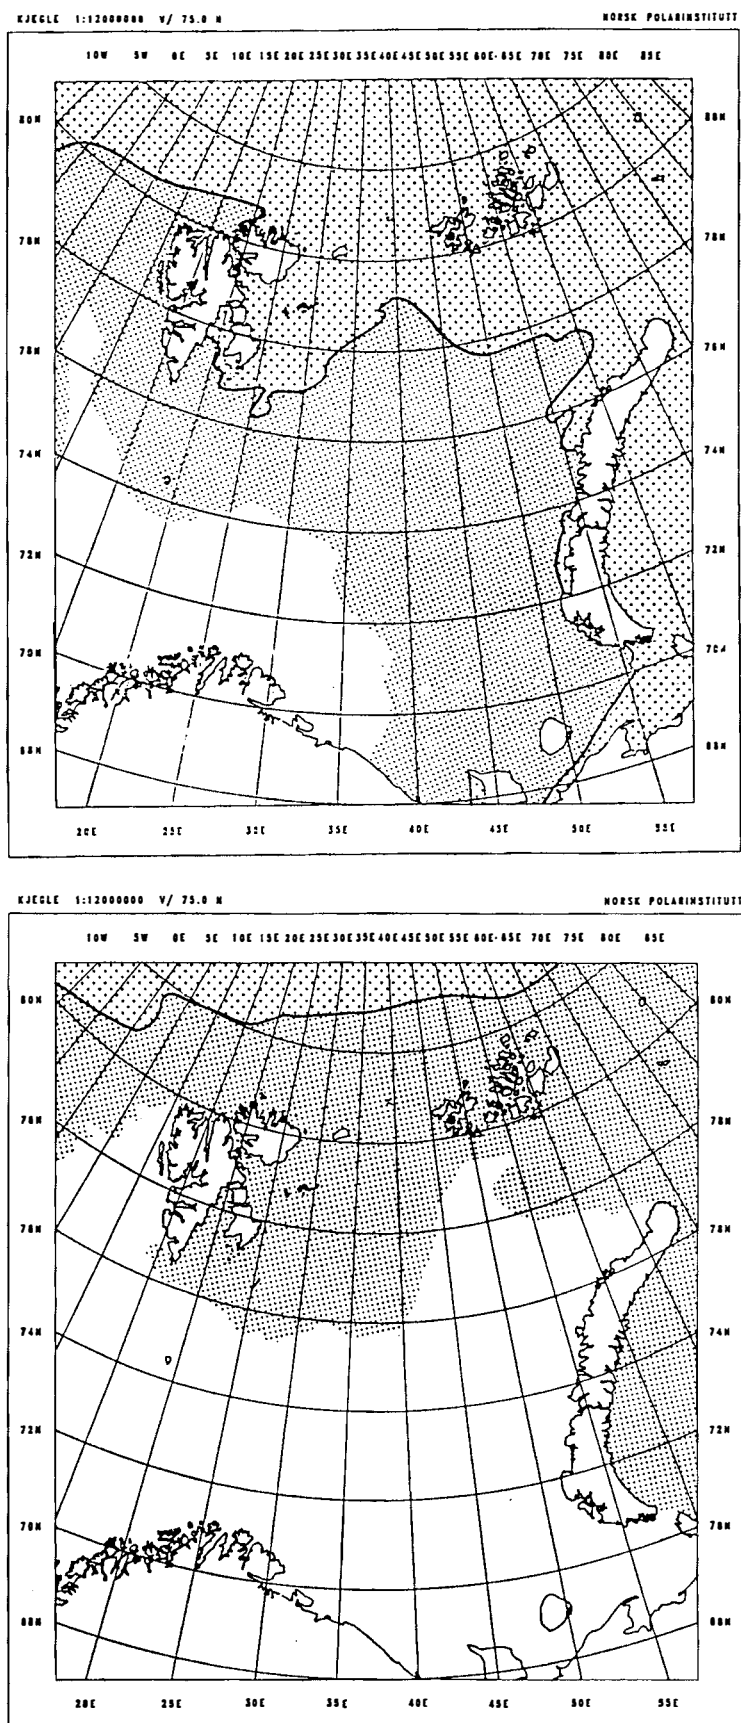 KJEGLE 1:12000000 V/ 75.0 N NORSK POLARINSTITUTT
10W 5W 0E 5E 10E 15E 20E 25E 30E 35E 40E 45E 50E 55E 60E 65E 70E 75E 80E 85E
80N 80N
78N 78N
76N 76N
74N 74N
72N 72N
70N 70N
68N 68N
20E 25E 30E 35E 40E 45E 50E 55E
KJEGLE 1:12000000 V/ 75.0 N NORSK POLARINSTITUTT
10W 5W 0E 5E 10E 15E 20E 25E 30E 35E 40E 45E 50E 55E 60E 65E 70E 75E 80E 85E
80N 80N
78N 78N
76N 76N
74N 74N
72N 72N
70N 70N
68N 68N
20E 25E 30E 35E 40E 45E 50E 55E